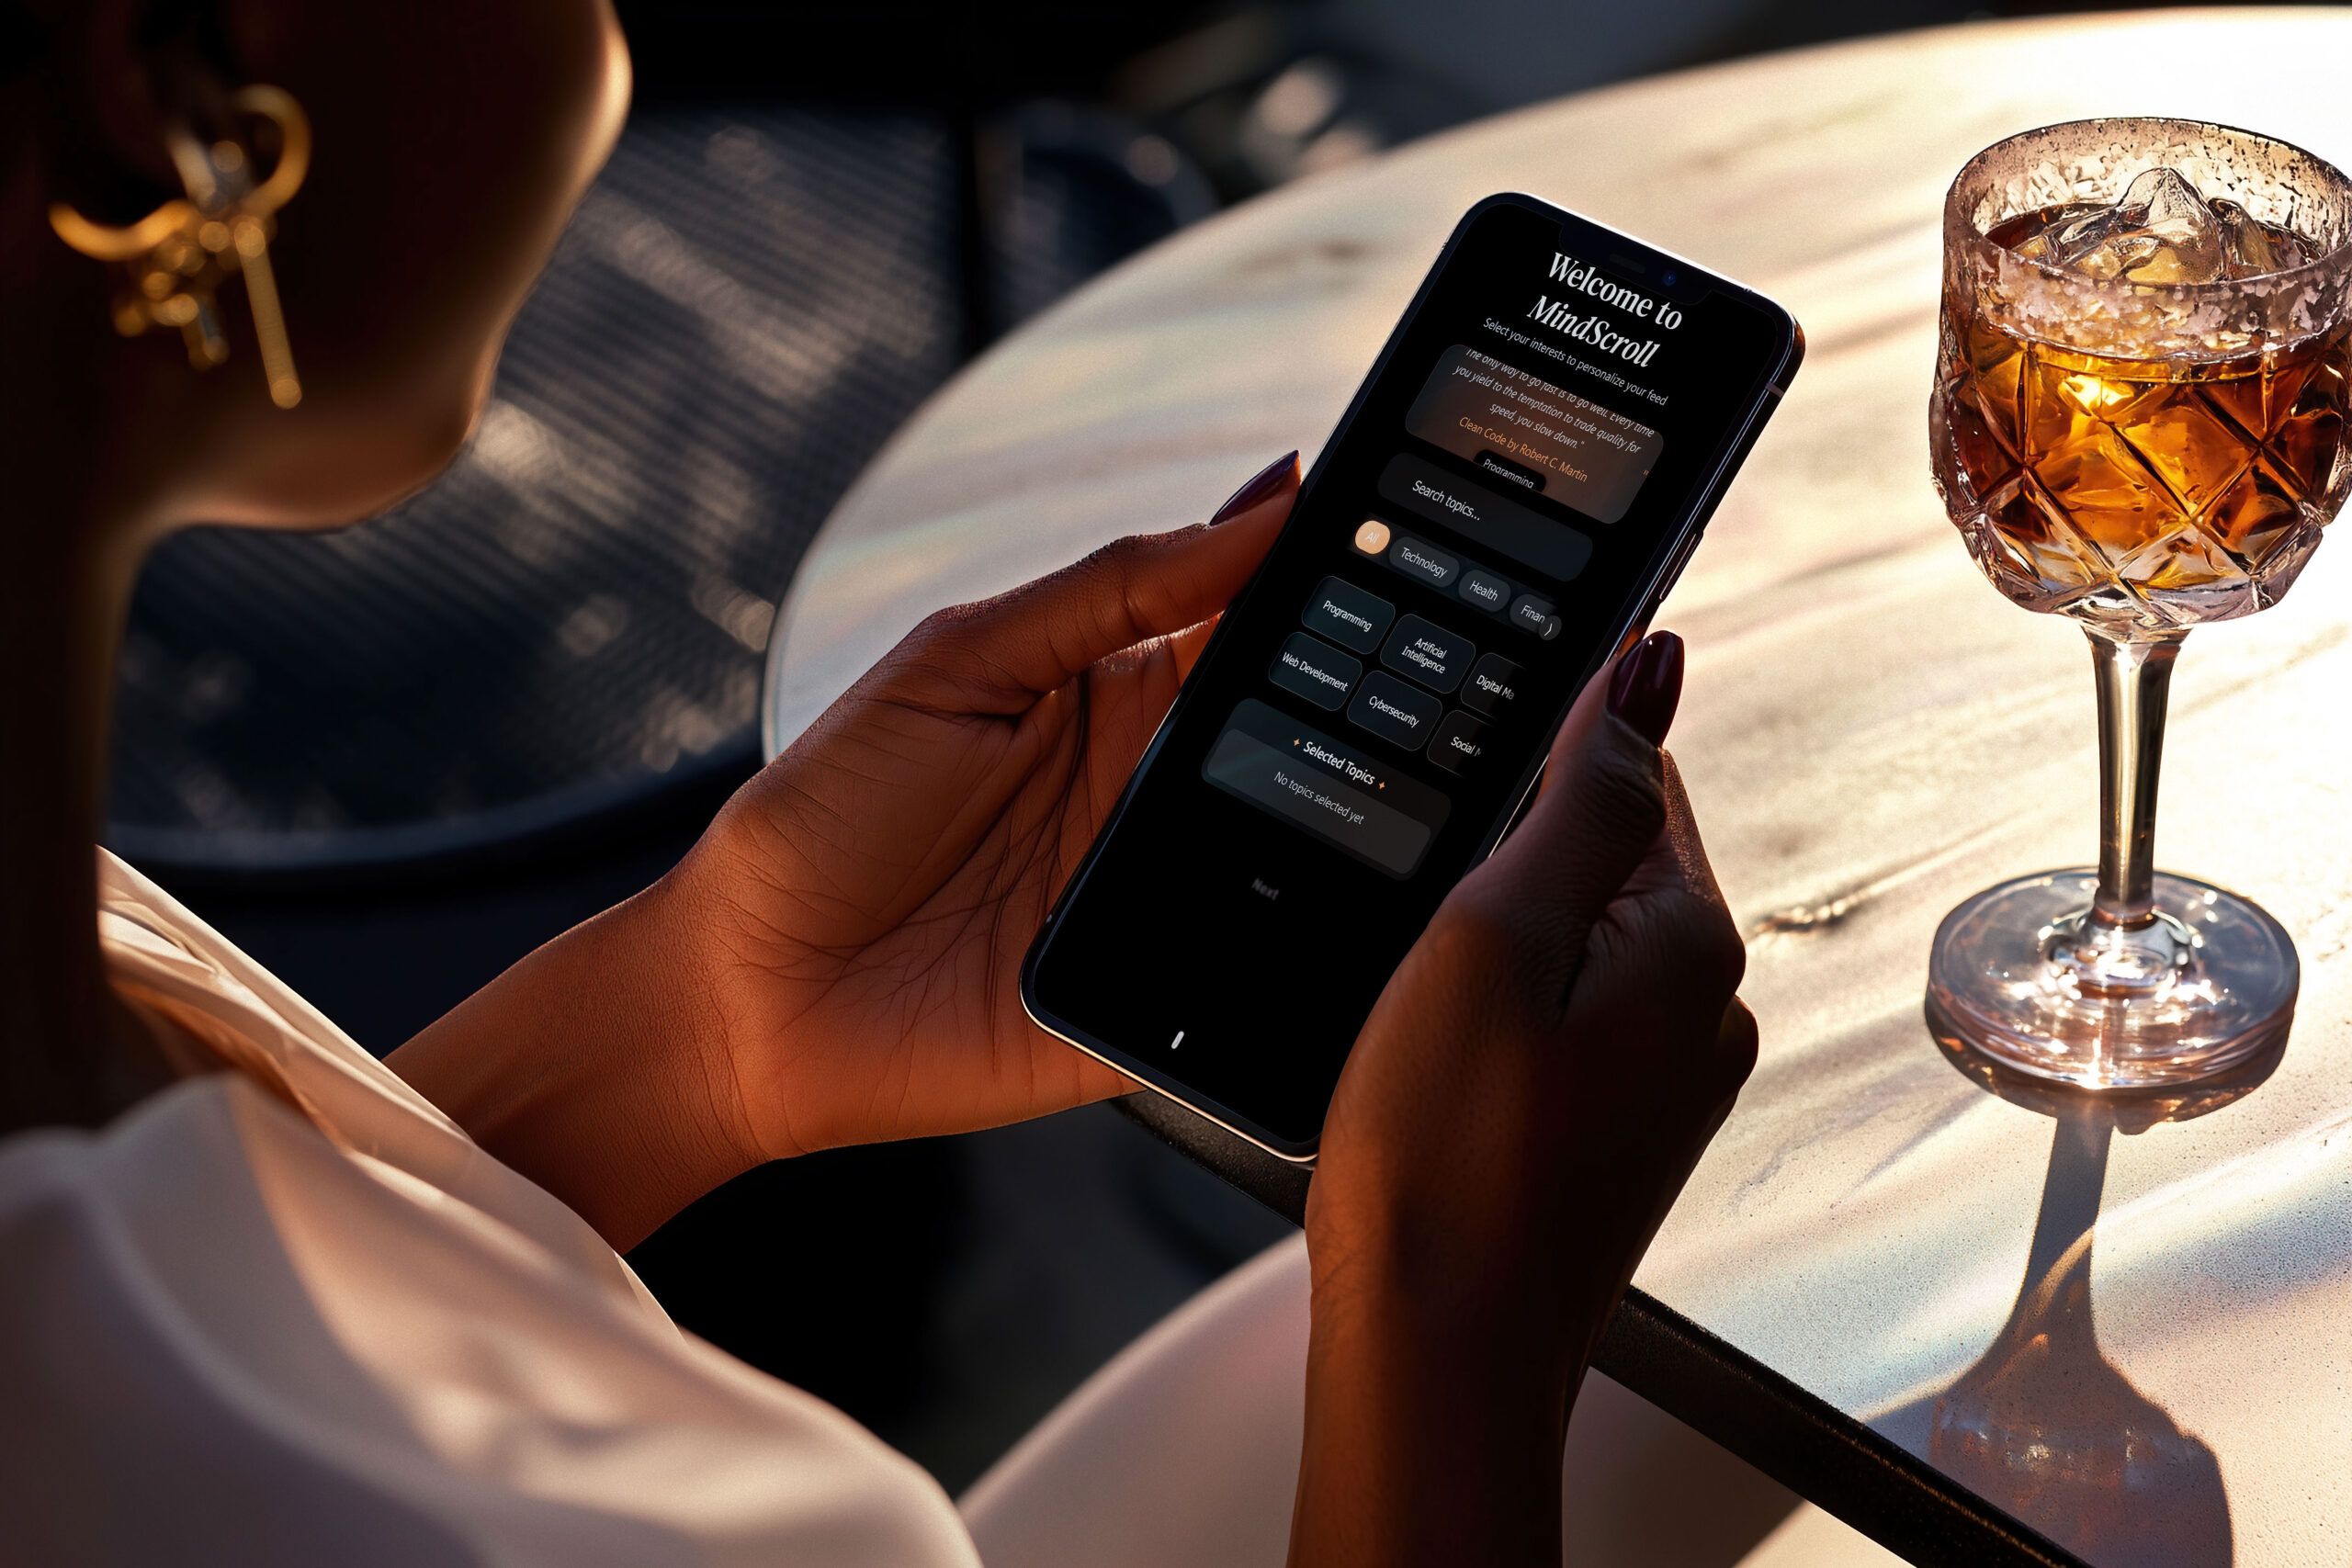 Welcome to
MindScroll
Select your interests to personalize your feed
The only way to go fast is to go well. Every time
you yield to the temptation to trade quality for
speed, you slow down."
Clean Code by Robert C. Martin
Programming
Search topics...
All
Technology
Health
Finan
Programming
Artificial
Intelligence
Digital Ma
Web Development
Cybersecurity
Social M
Selected Topics
No topics selected yet
Next